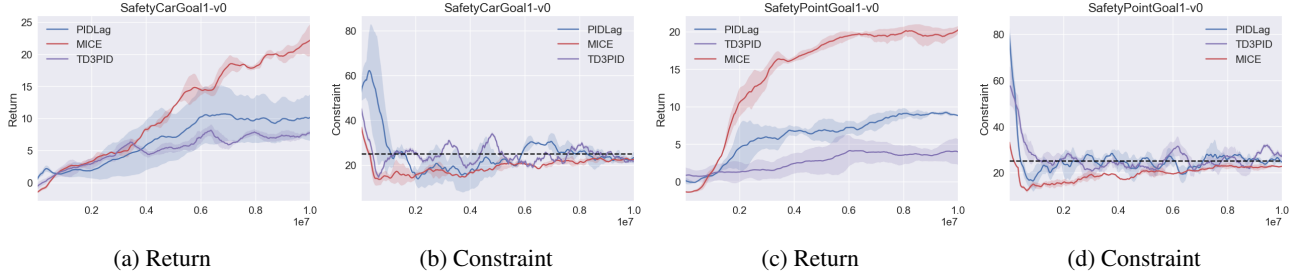 SafetyCarGoal1-v0
PIDLag
MICE
TD3PID
Return
25
20
15
10
5
0
0.2 0.4 0.6 0.8 1.0
1e7
(a) Return
SafetyCarGoal1-v0
PIDLag
MICE
TD3PID
Constraint
80
60
40
20
0.2 0.4 0.6 0.8 1.0
1e7
(b) Constraint
SafetyPointGoal1-v0
PIDLag
TD3PID
MICE
Return
20
15
10
5
0
0.2 0.4 0.6 0.8 1.0
1e7
(c) Return
SafetyPointGoal1-v0
PIDLag
TD3PID
MICE
Constraint
80
60
40
20
0.2 0.4 0.6 0.8 1.0
1e7
(d) Constraint